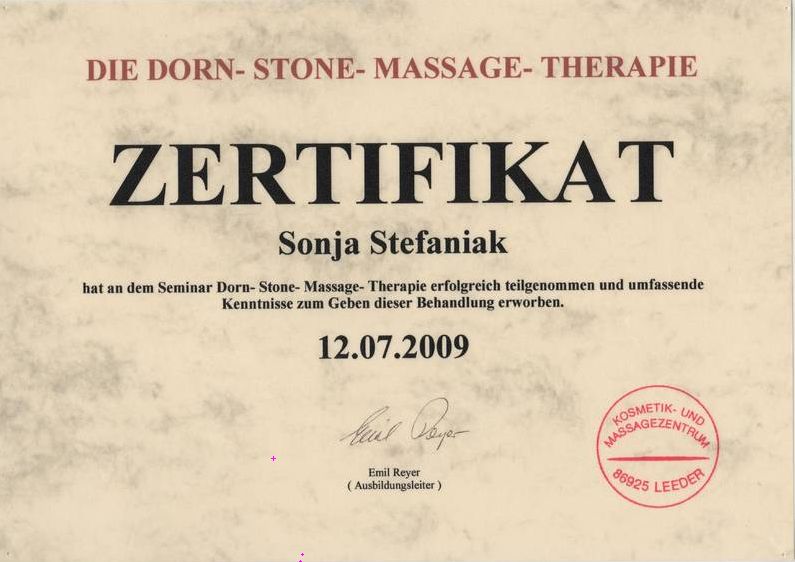 DIE DORN- STONE- MASSAGE- THERAPIE
ZERTIFIKAT
Sonja Stefaniak
hat an dem Seminar Dorn- Stone- Massage- Therapie erfolgreich teilgenommen und umfassende
Kenntnisse zum Geben dieser Behandlung erworben.
12.07.2009
Emil Reyer
Emil Reyer
( Ausbildungsleiter )
KOSMETIK- UND
MASSAGEZENTRUM
86925 LEEDER